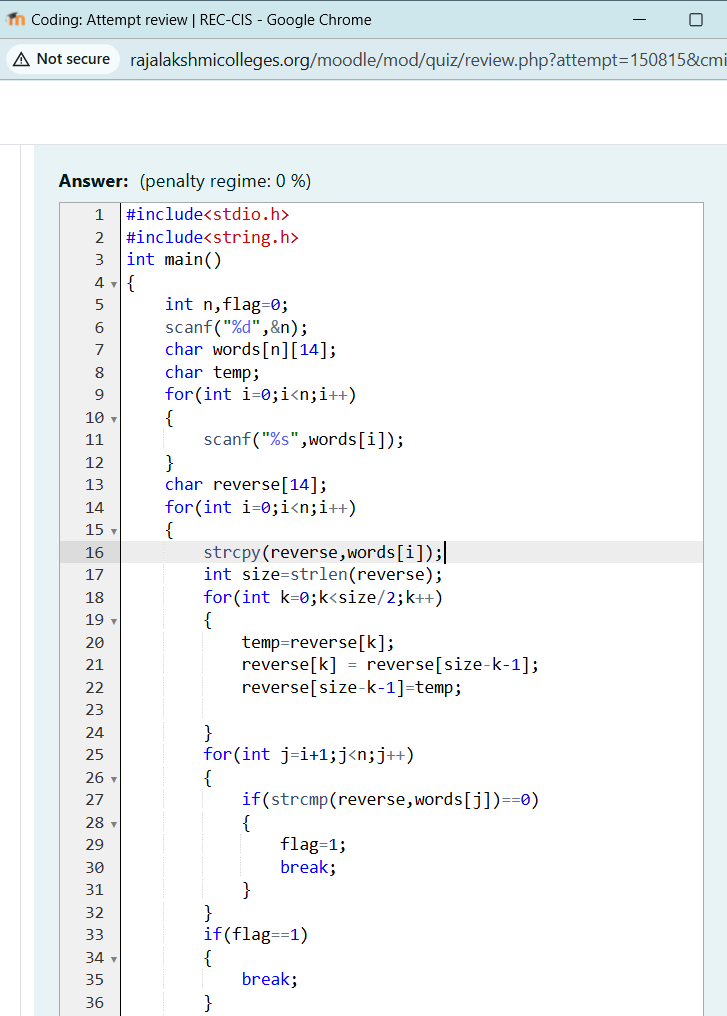 Coding: Attempt review | REC-CIS - Google Chrome
Not secure rajalakshmicolleges.org/moodle/mod/quiz/review.php?attempt=150815&cmi
Answer: (penalty regime: 0 %)
1 #include<stdio.h>
2 #include<string.h>
3 int main()
4 {
5     int n,flag=0;
6     scanf("%d",&n);
7     char words[n][14];
8     char temp;
9     for(int i=0;i<n;i++)
10     {
11         scanf("%s",words[i]);
12     }
13     char reverse[14];
14     for(int i=0;i<n;i++)
15     {
16         strcpy(reverse,words[i]);
17         int size=strlen(reverse);
18         for(int k=0;k<size/2;k++)
19         {
20             temp=reverse[k];
21             reverse[k] = reverse[size-k-1];
22             reverse[size-k-1]=temp;
23
24         }
25         for(int j=i+1;j<n;j++)
26         {
27             if(strcmp(reverse,words[j])==0)
28             {
29                 flag=1;
30                 break;
31             }
32         }
33         if(flag==1)
34         {
35             break;
36         }